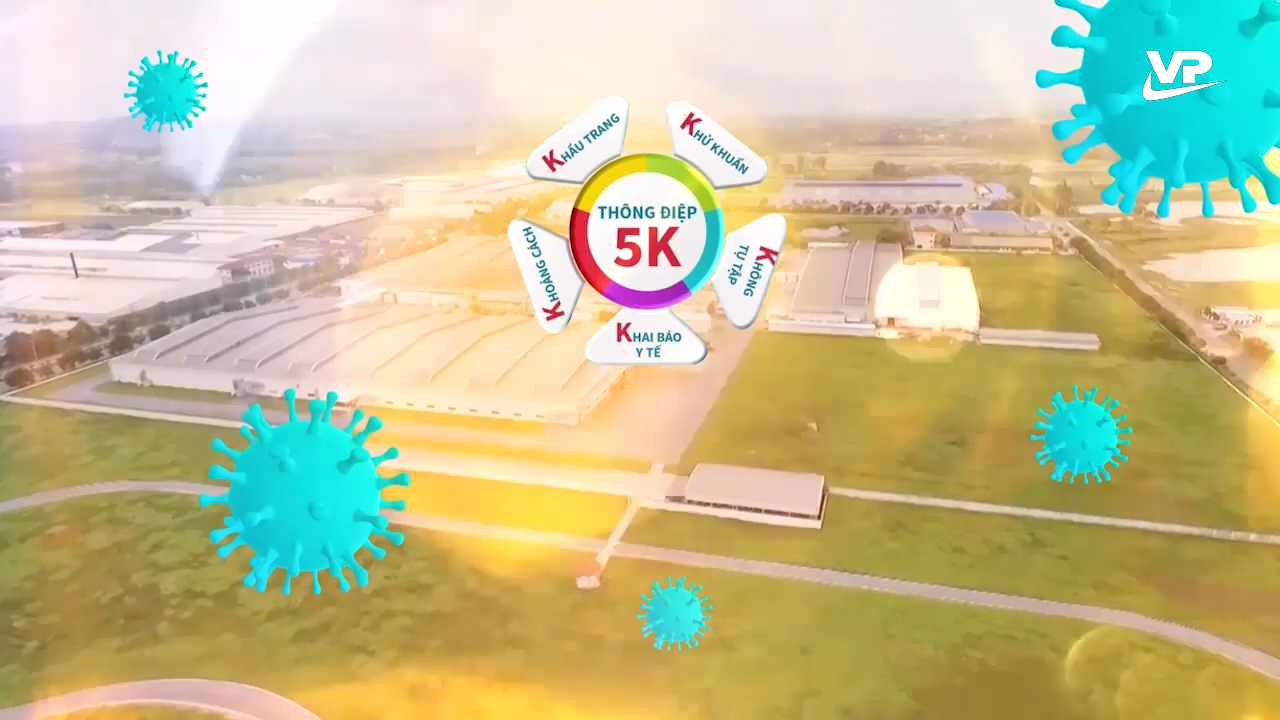 VP
KHẨU TRANG
KHỬ KHUẨN
THÔNG ĐIỆP
5K
KHOẢNG CÁCH
KHÔNG
TỤ TẬP
KHAI BÁO
Y TẾ